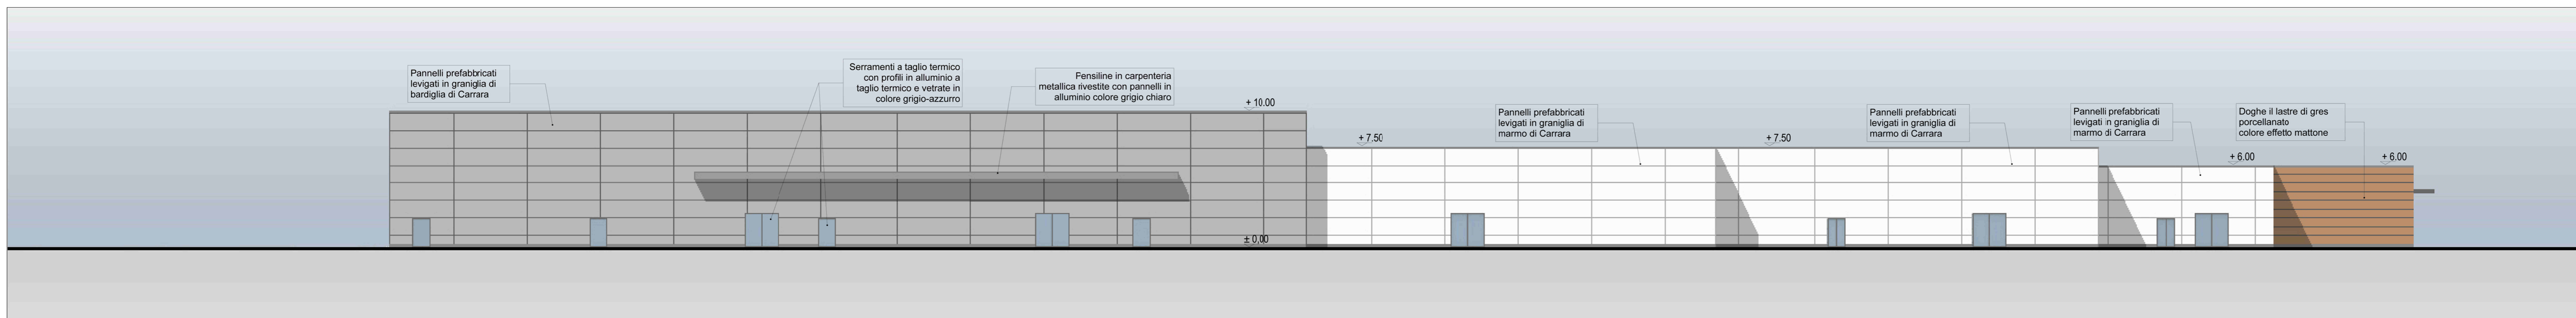 Pannelli prefabbricati
levigati in graniglia di
bardiglia di Carrara
Serramenti a taglio termico
con profili in alluminio a
taglio termico e vetrate in
colore grigio-azzurro
Fensiline in carpenteria
metallica rivestite con pannelli in
alluminio colore grigio chiaro
+ 10.00
± 0,00
+ 7.50
Pannelli prefabbricati
levigati in graniglia di
marmo di Carrara
+ 7.50
Pannelli prefabbricati
levigati in graniglia di
marmo di Carrara
Pannelli prefabbricati
levigati in graniglia di
marmo di Carrara
+ 6.00
Doghe il lastre di gres
porcellanato
colore effetto mattone
+ 6.00